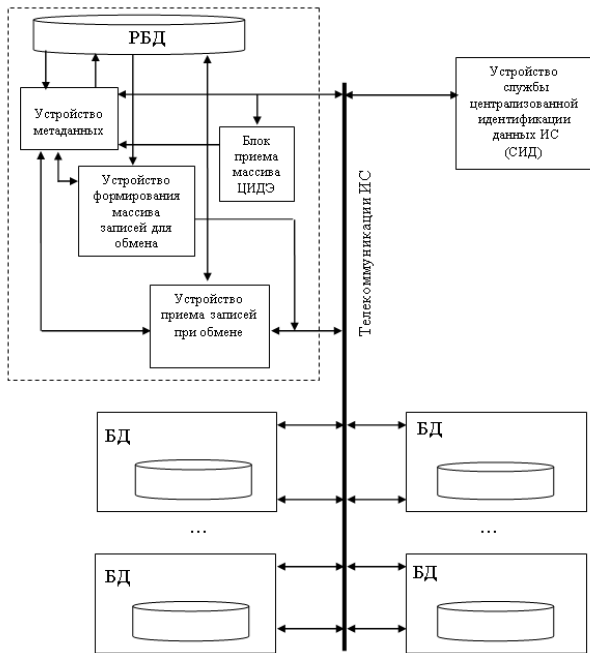 РБД
Устройство
метаданных
Блок
приема
массива
ЦИДЭ
Устройство
формирования
массива
записей для
обмена
Устройство
приема записей
при обмене
Устройство
службы
централизованной
идентификации
данных ИС
(СИД)
Телекоммуникации ИС
БД
БД
...
...
БД
БД